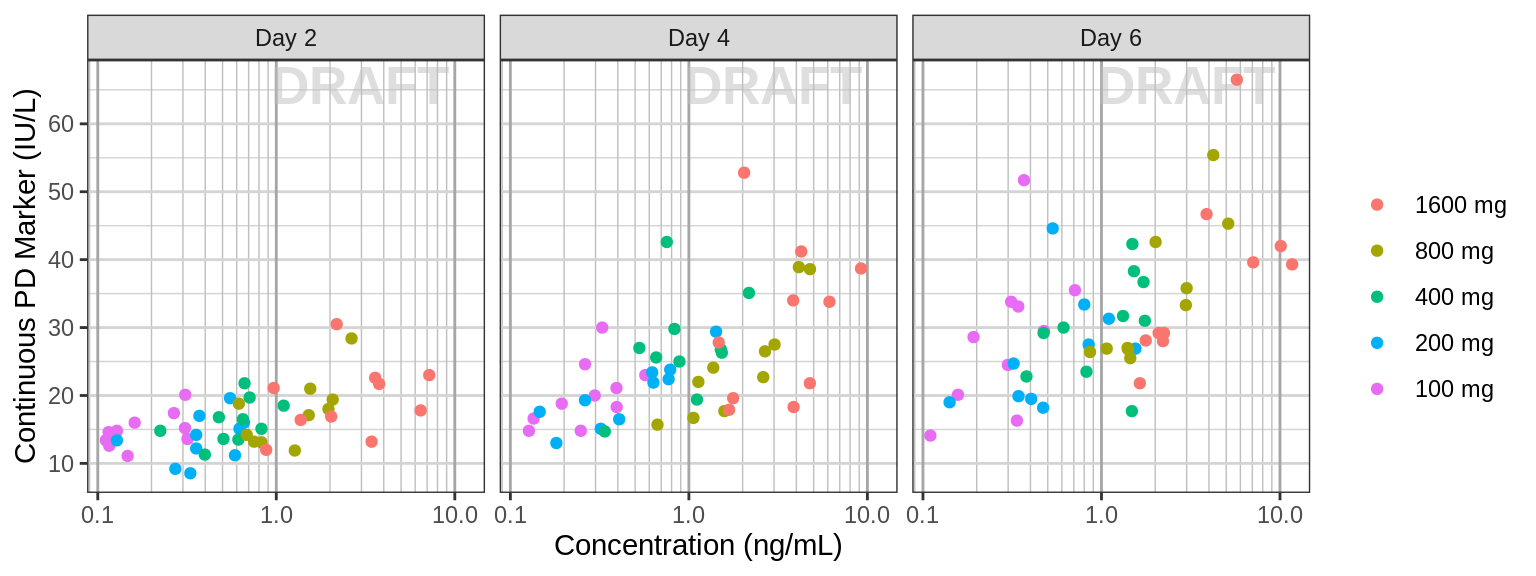 Day 2
Day 4
Day 6
DRAFT
DRAFT
DRAFT
Continuous PD Marker (IU/L)
60
50
40
30
20
10
0.1
1.0
10.0
0.1
1.0
10.0
0.1
1.0
10.0
Concentration (ng/mL)
1600 mg
800 mg
400 mg
200 mg
100 mg